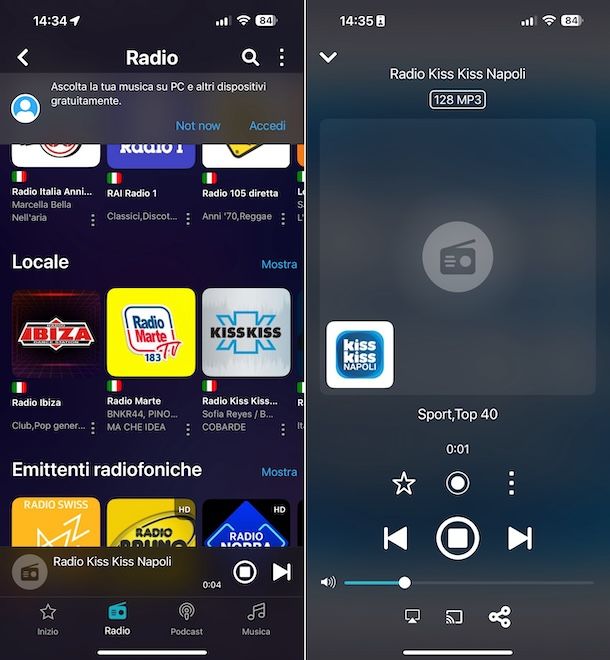 14:34
84
Radio
Ascolta la tua musica su PC e altri dispositivi
gratuitamente.
Not now
Accedi
Radio Italia Anni...
Marcella Bella
Nell'aria
RAI Radio 1
Classici,Discot...
Radio 105 diretta
Anni '70,Reggae
Locale
Mostra
IBIZA
Radio
Marte
183
TV
KISS KISS
Radio Ibiza
Club,Pop gener...
Radio Marte
BNKR44, PINO...
MA CHE IDEA
Radio Kiss Kiss...
Sofia Reyes / B...
COBARDE
Emittenti radiofoniche
Mostra
RADIO SWISS
HD
RADIO
BRUNO
HD
RADIO
NORBA
Radio Kiss Kiss Napoli
0:04
Inizio
Radio
Podcast
Musica
14:35
84
Radio Kiss Kiss Napoli
128 MP3
kiss
kiss
NAPOLI
Sport,Top 40
0:01